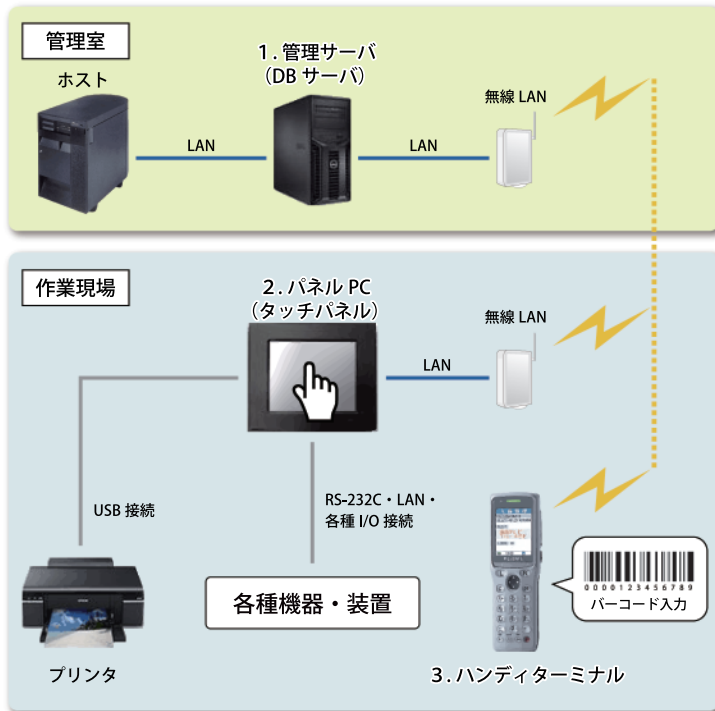 管理室
ホスト
1.管理サーバ
(DB サーバ)
無線 LAN
LAN
LAN
作業現場
2.パネル PC
(タッチパネル)
無線 LAN
LAN
USB 接続
RS-232C・LAN・
各種 I/O 接続
各種機器・装置
0000123456789
バーコード入力
プリンタ
3.ハンディターミナル